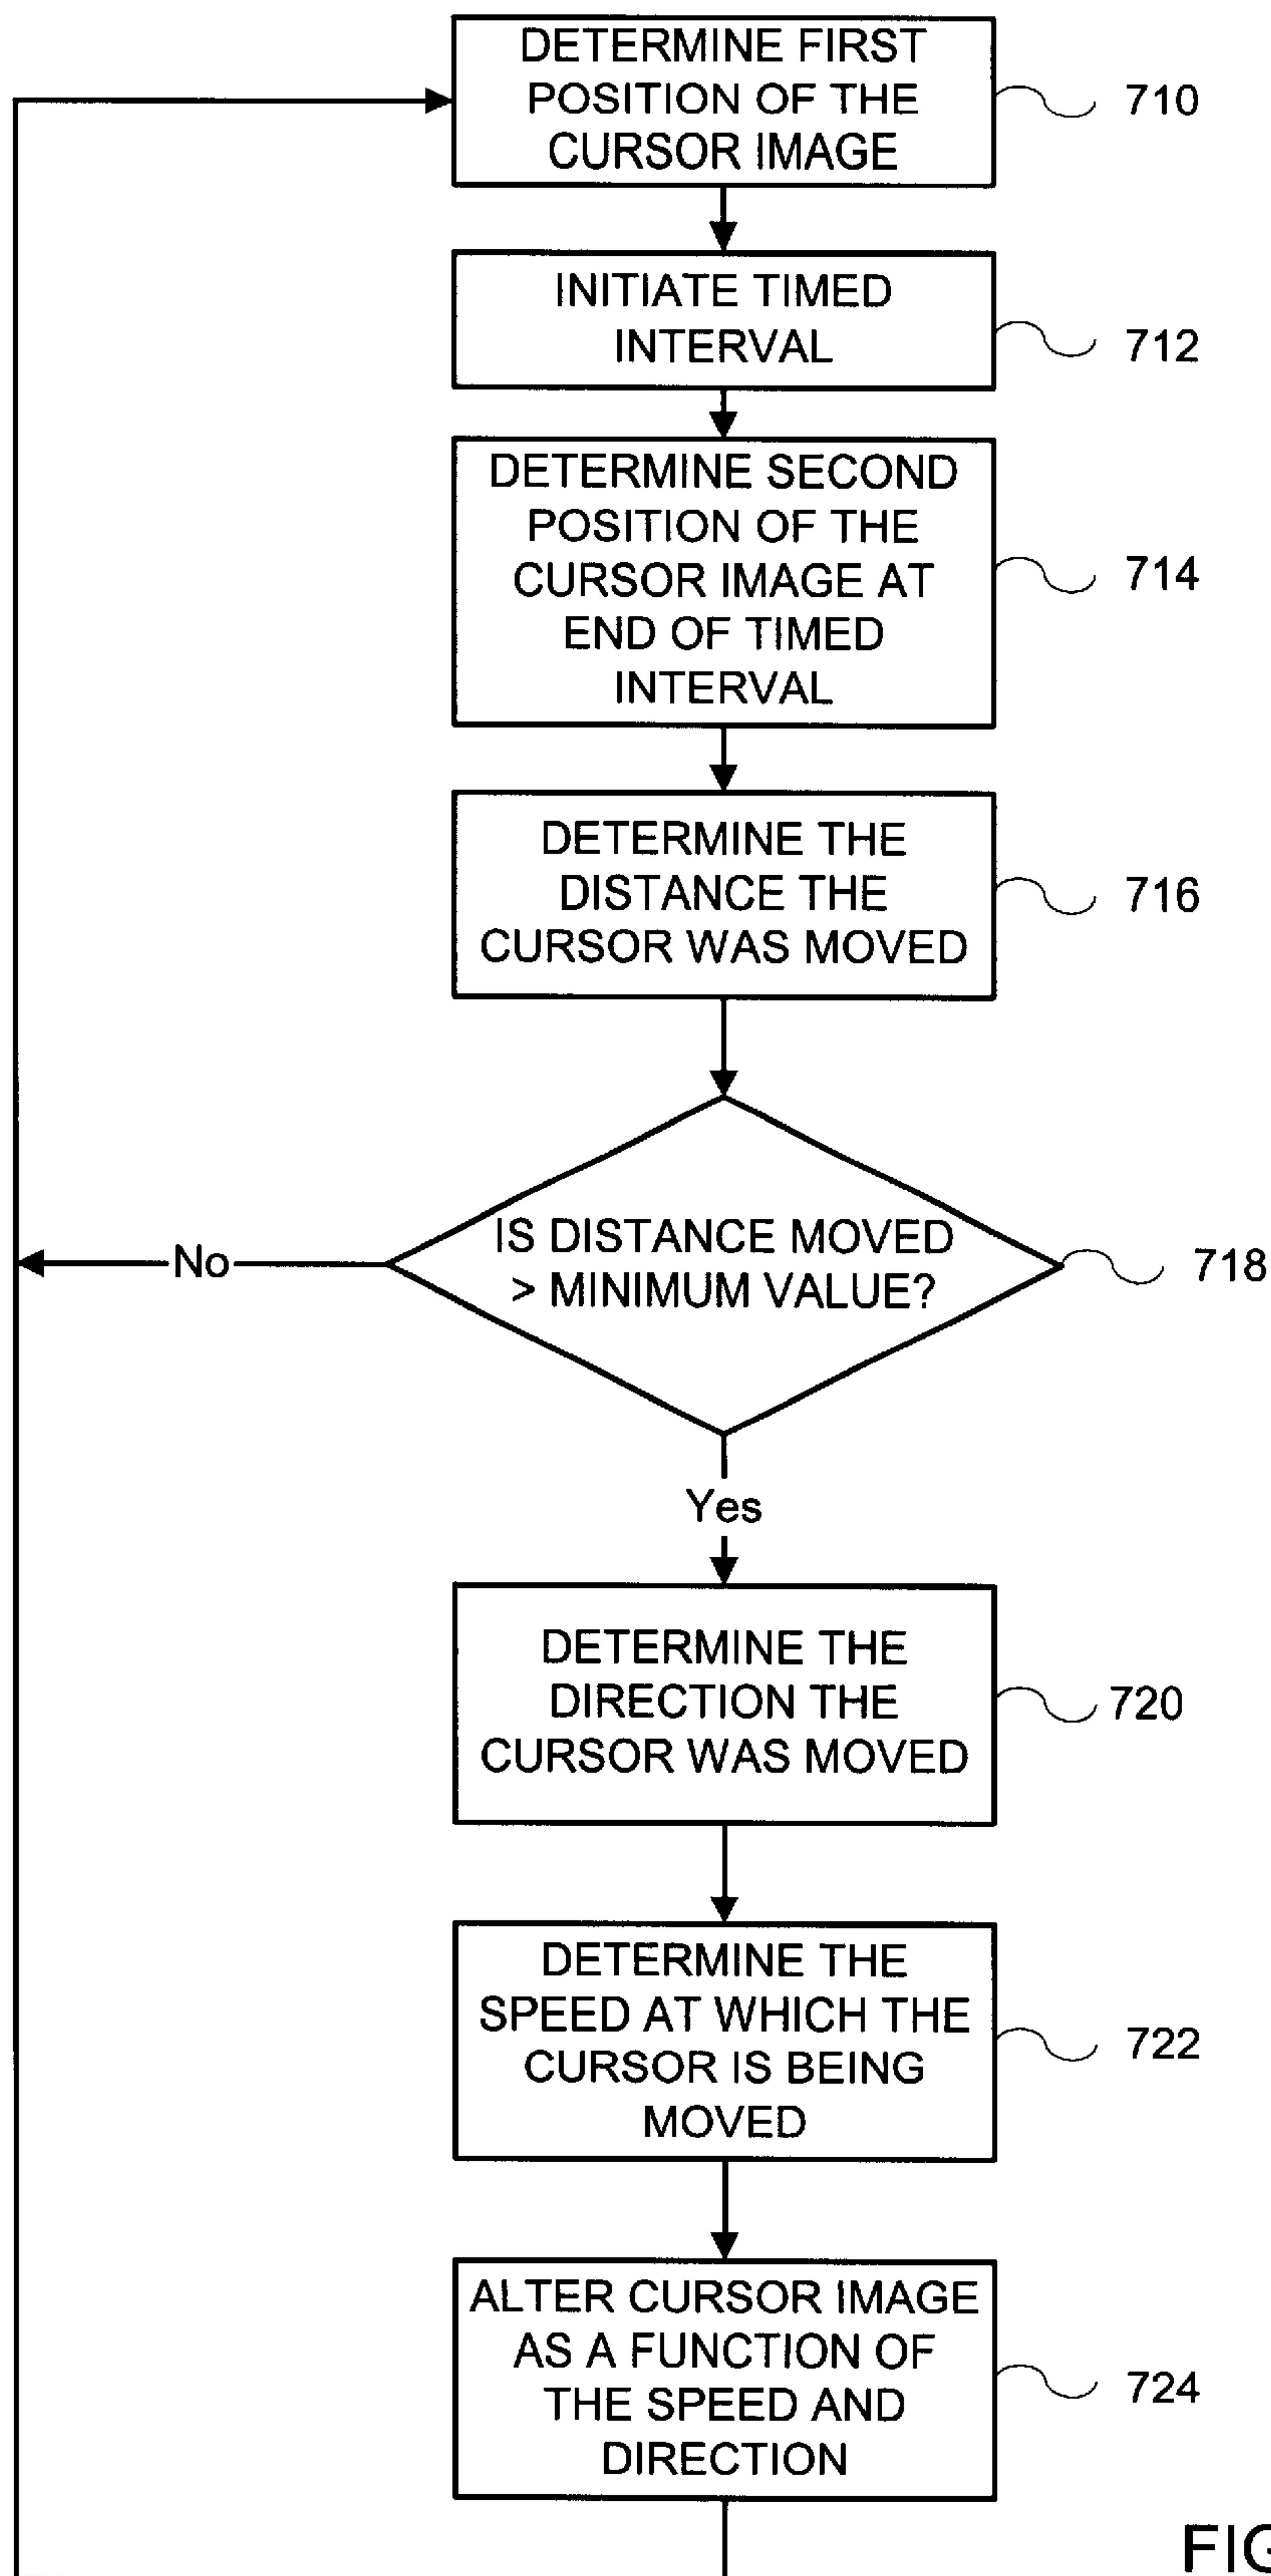 DETERMINE FIRST
POSITION OF THE
CURSOR IMAGE
710
INITIATE TIMED
INTERVAL
712
DETERMINE SECOND
POSITION OF THE
CURSOR IMAGE AT
END OF TIMED
INTERVAL
714
DETERMINE THE
DISTANCE THE
CURSOR WAS MOVED
716
IS DISTANCE MOVED
> MINIMUM VALUE?
718
No
Yes
DETERMINE THE
DIRECTION THE
CURSOR WAS MOVED
720
DETERMINE THE
SPEED AT WHICH THE
CURSOR IS BEING
MOVED
722
ALTER CURSOR IMAGE
AS A FUNCTION OF
THE SPEED AND
DIRECTION
724
FIG